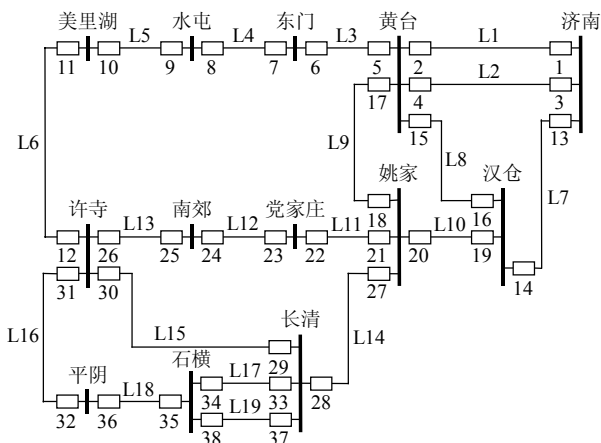 美里湖 水屯 东门 黄台 济南
L5 L4 L3 L1
11 10 9 8 7 6 5 2 1
L2
17 4 3
L9 15 13
L6 L8 汉仓 L7
姚家
许寺 南郊 党家庄 18 16
L13 L12 L11 L10
12 26 25 24 23 22 21 20 19
31 30 27 14
L16 L15 长清 L14
石横 29
平阴 L18 L17
32 36 35 34 33 28
L19
38 37